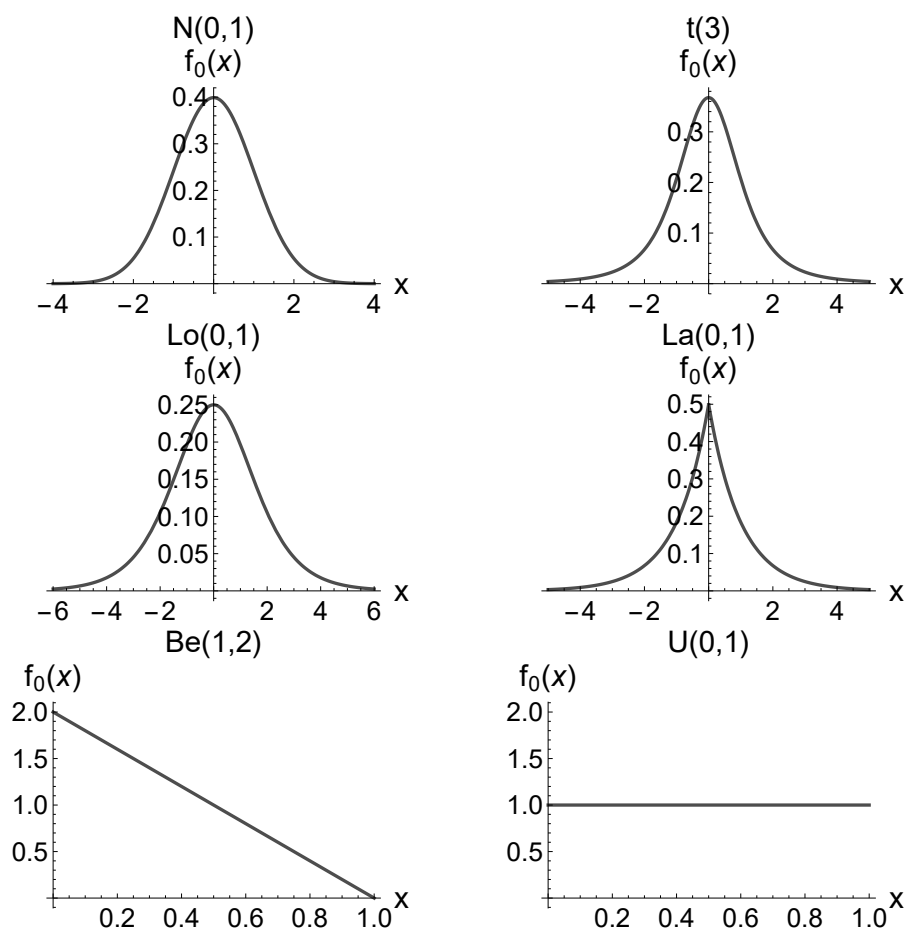 N(0,1)
f₀(x)
0.4
0.3
0.2
0.1
−4 −2 2 4 x
t(3)
f₀(x)
0.3
0.2
0.1
−4 −2 2 4 x
Lo(0,1)
f₀(x)
0.25
0.20
0.15
0.10
0.05
−6 −4 −2 2 4 6 x
La(0,1)
f₀(x)
0.5
0.4
0.3
0.2
0.1
−4 −2 2 4 x
Be(1,2)
f₀(x)
2.0
1.5
1.0
0.5
0.2 0.4 0.6 0.8 1.0 x
U(0,1)
f₀(x)
2.0
1.5
1.0
0.5
0.2 0.4 0.6 0.8 1.0 x